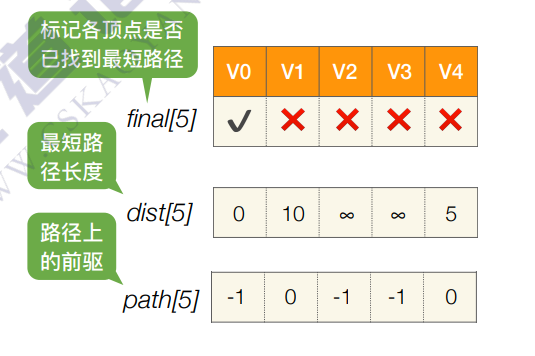 标记各顶点是否
已找到最短路径
V0 V1 V2 V3 V4
final[5] ✓ ✗ ✗ ✗ ✗
最短路
径长度
dist[5] 0 10 ∞ ∞ 5
路径上
的前驱
path[5] -1 0 -1 -1 0